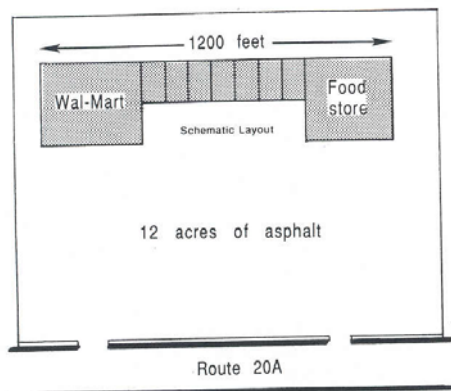 1200 feet
Wal-Mart
Food
store
Schematic Layout
12 acres of asphalt
Route 20A